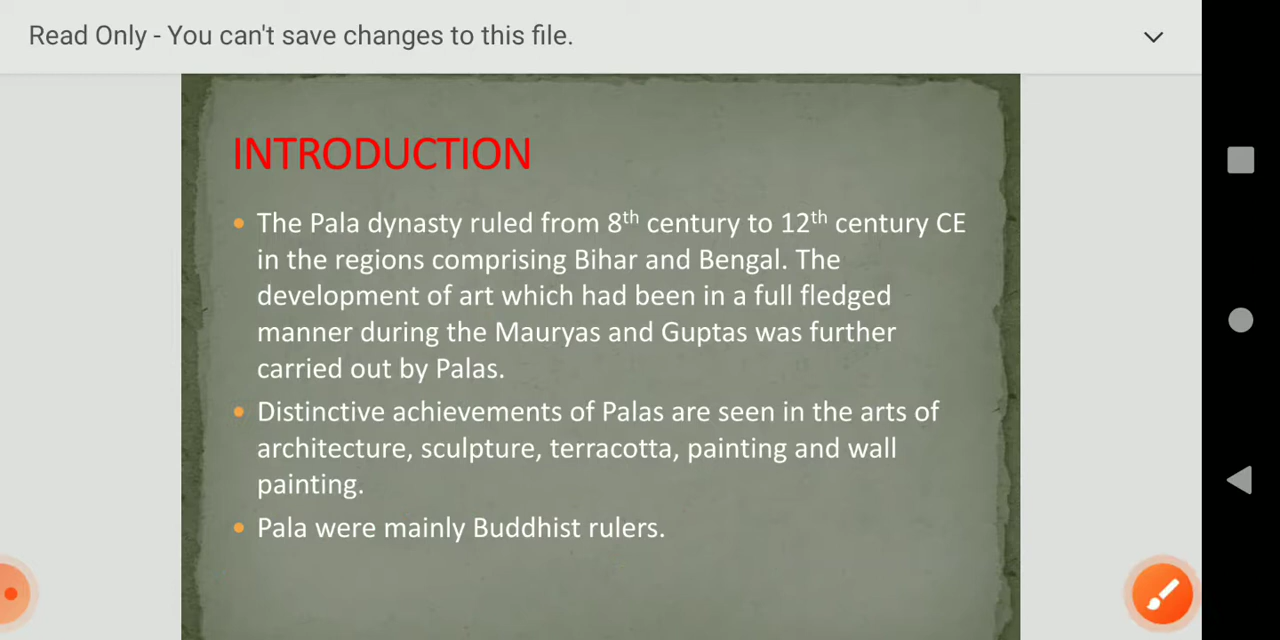 Read Only - You can't save changes to this file.
INTRODUCTION
• The Pala dynasty ruled from 8th century to 12th century CE
in the regions comprising Bihar and Bengal. The
development of art which had been in a full fledged
manner during the Mauryas and Guptas was further
carried out by Palas.
• Distinctive achievements of Palas are seen in the arts of
architecture, sculpture, terracotta, painting and wall
painting.
• Pala were mainly Buddhist rulers.